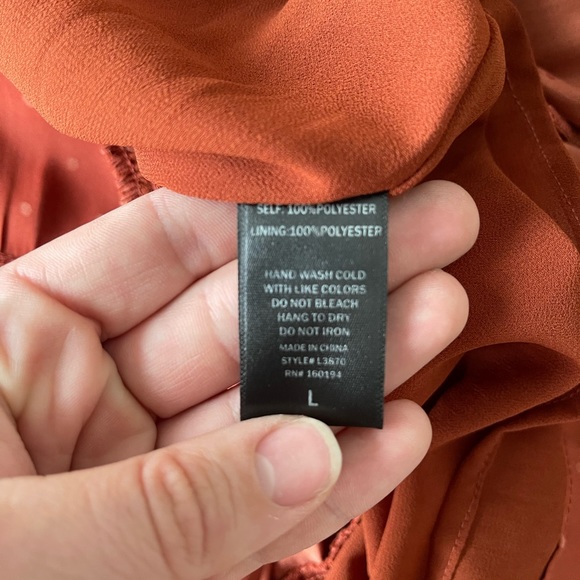 SELF: 100%POLYESTER
LINING:100%POLYESTER
HAND WASH COLD
WITH LIKE COLORS
DO NOT BLEACH
HANG TO DRY
DO NOT IRON
MADE IN CHINA
STYLE# L3870
RN# 160194
L